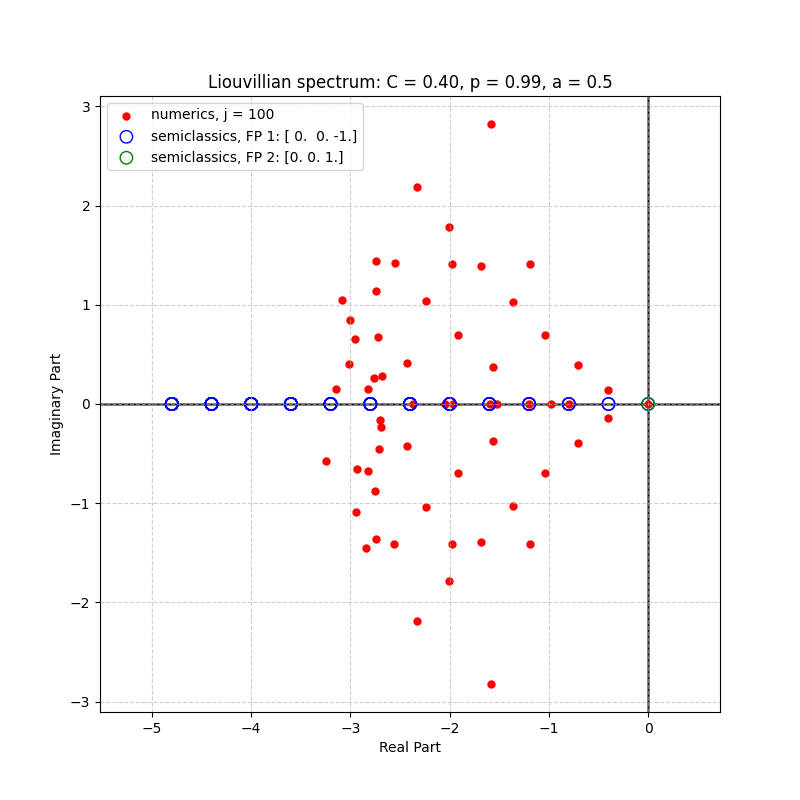 Liouvillian spectrum: C = 0.40, p = 0.99, a = 0.5
numerics, j = 100
semiclassics, FP 1: [ 0.  0. -1.]
semiclassics, FP 2: [0. 0. 1.]
3
2
1
0
−1
−2
−3
Imaginary Part
−5 −4 −3 −2 −1 0
Real Part